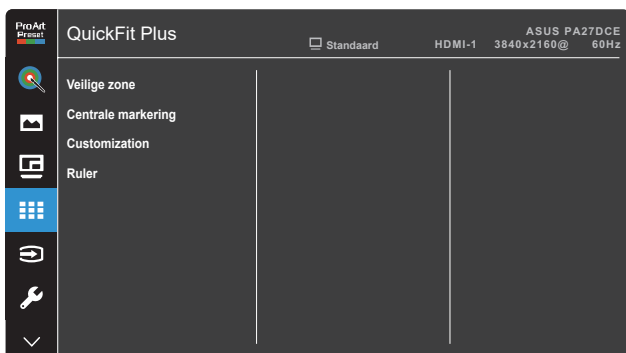 ProArt
Preset
QuickFit Plus
Standaard
HDMI-1
ASUS PA27DCE
3840x2160@ 60Hz
Veilige zone
Centrale markering
Customization
Ruler